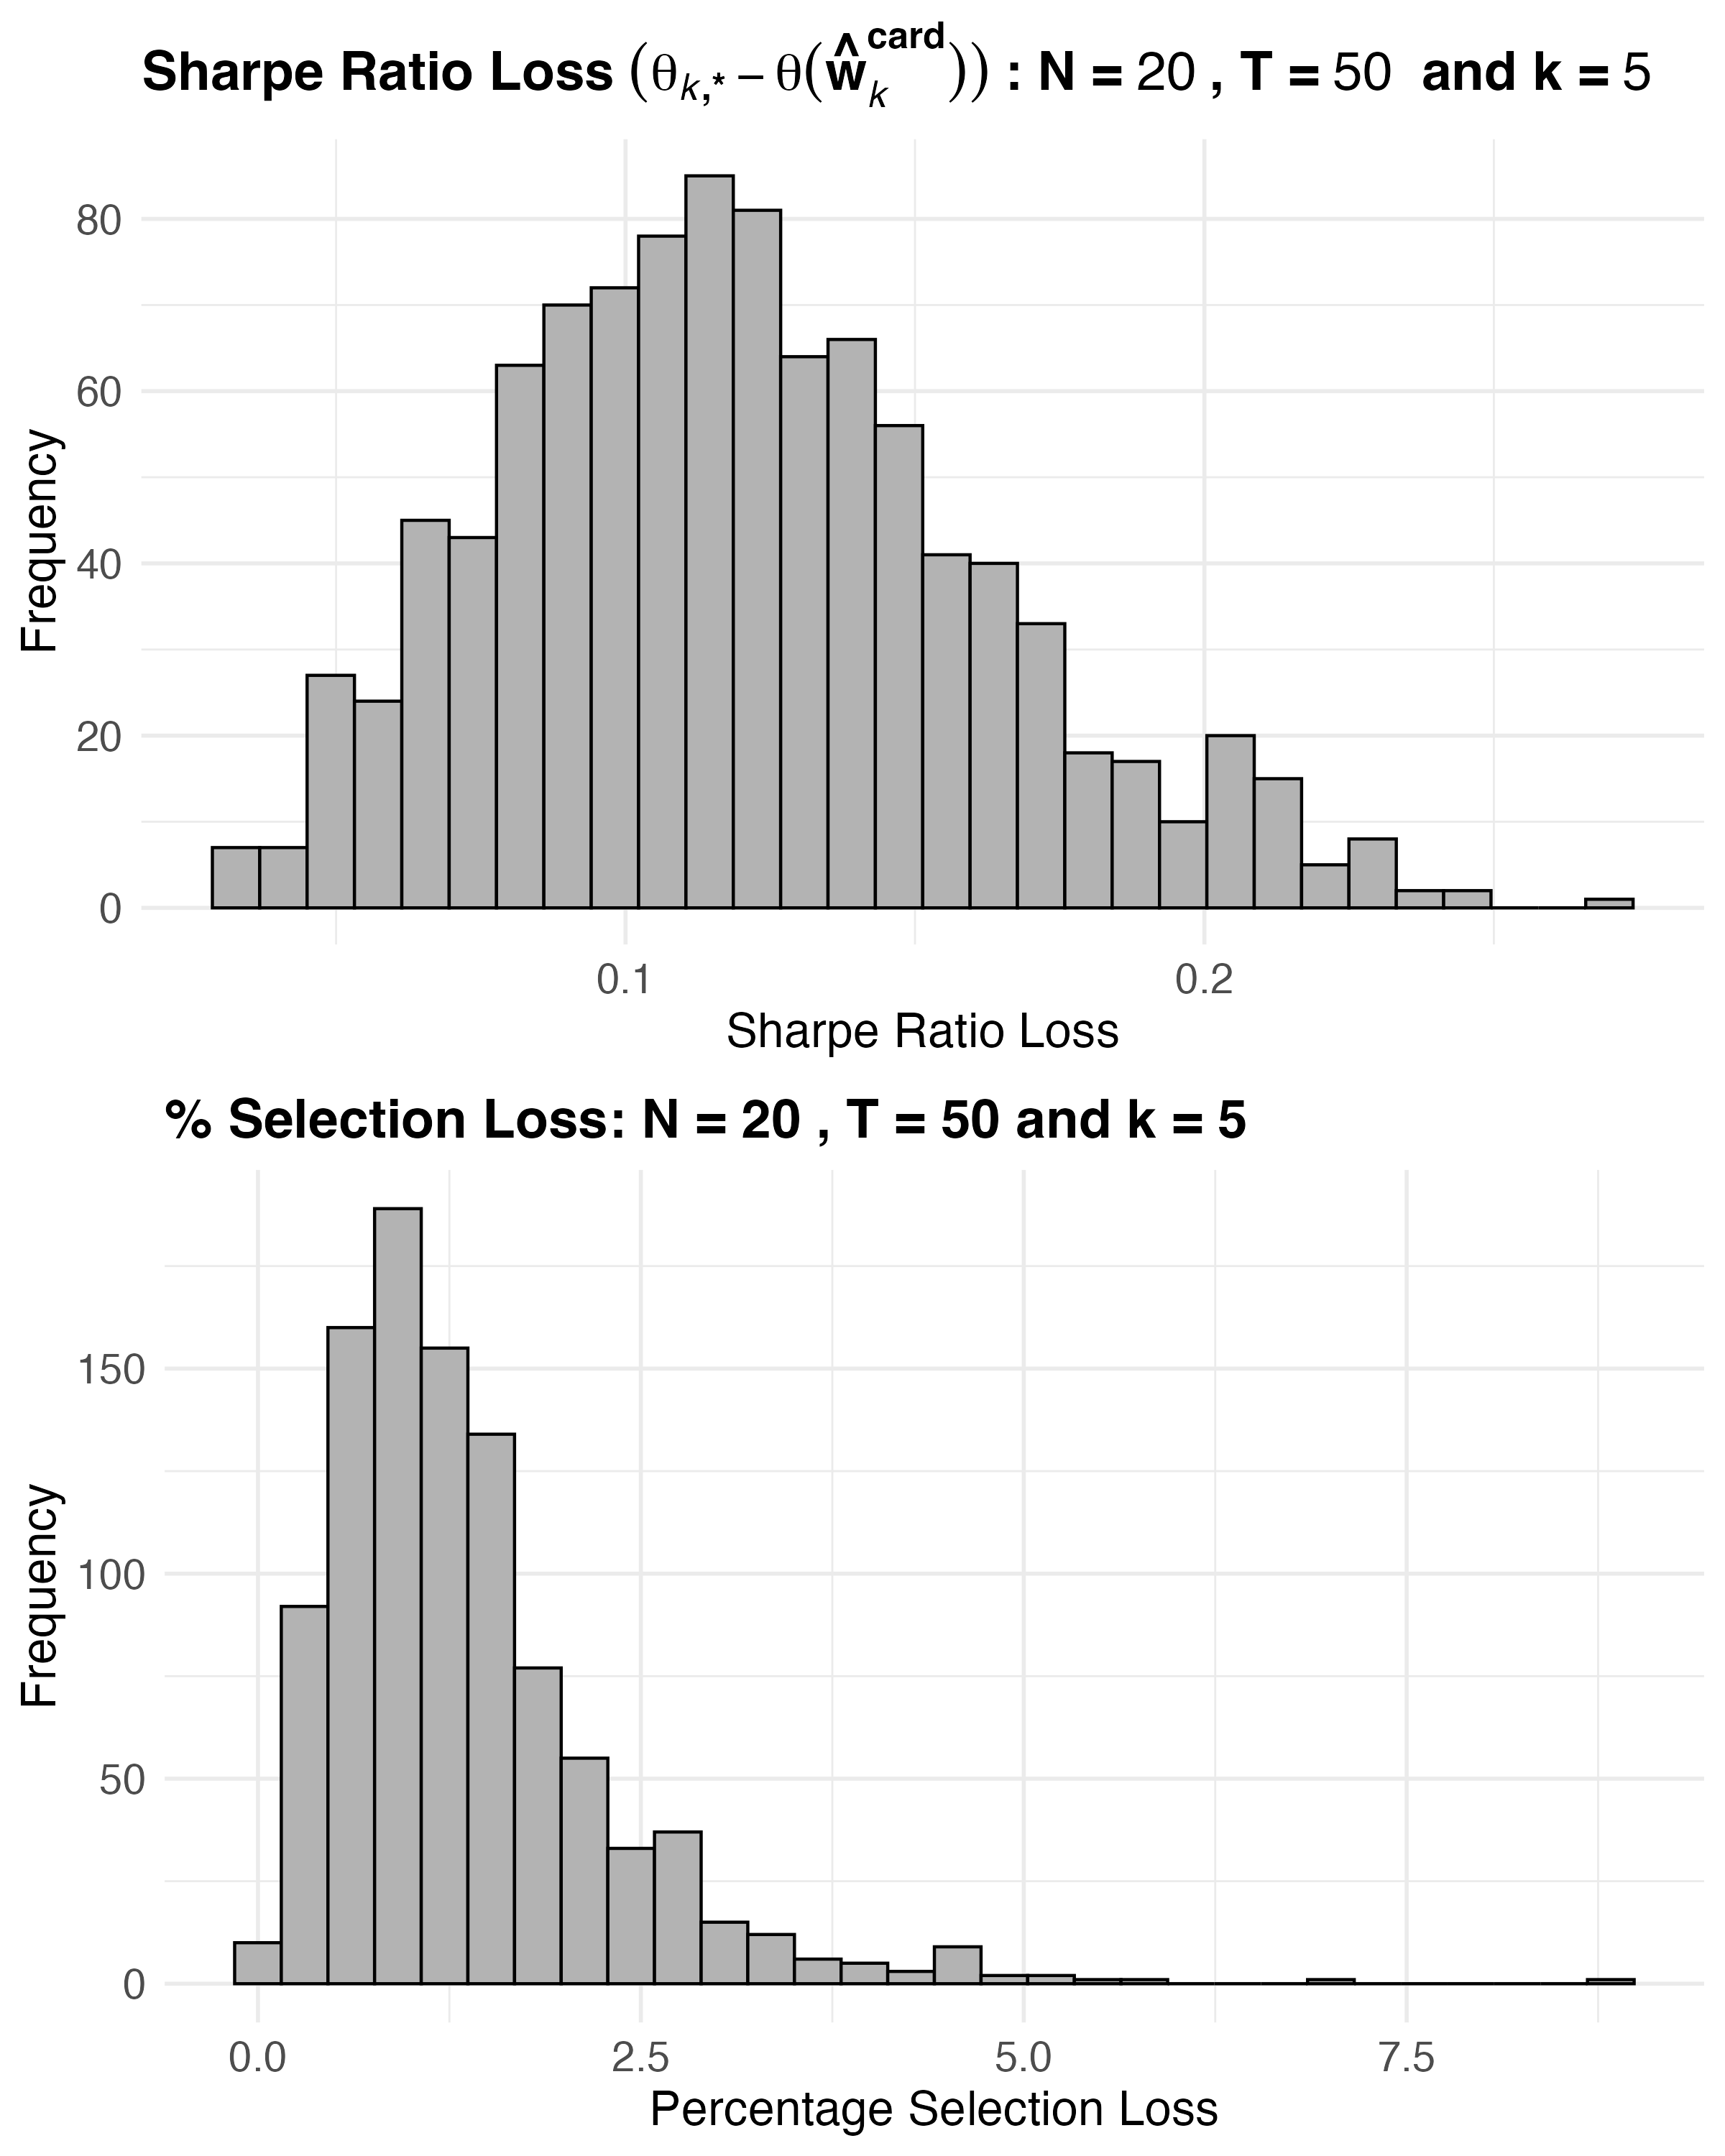 Sharpe Ratio Loss (θk,* − θ(ŵk^card)) : N = 20 , T = 50 and k = 5
80
60
40
20
0
Frequency
0.1 0.2
Sharpe Ratio Loss
% Selection Loss: N = 20 , T = 50 and k = 5
150
100
50
0
Frequency
0.0 2.5 5.0 7.5
Percentage Selection Loss